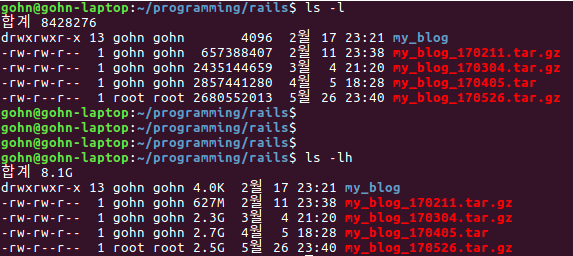 gohn@gohn-laptop:~/programming/rails$ ls -l
합계 8428276
drwxrwxr-x 13 gohn gohn       4096  2월 17 23:21 my_blog
-rw-rw-r--  1 gohn gohn  657388407  2월 11 23:38 my_blog_170211.tar.gz
-rw-rw-r--  1 gohn gohn 2435144659  3월  4 21:20 my_blog_170304.tar.gz
-rw-rw-r--  1 gohn gohn 2857441280  4월  5 18:28 my_blog_170405.tar
-rw-r--r--  1 root root 2680552013  5월 26 23:40 my_blog_170526.tar.gz
gohn@gohn-laptop:~/programming/rails$
gohn@gohn-laptop:~/programming/rails$
gohn@gohn-laptop:~/programming/rails$ ls -lh
합계 8.1G
drwxrwxr-x 13 gohn gohn 4.0K  2월 17 23:21 my_blog
-rw-rw-r--  1 gohn gohn 627M  2월 11 23:38 my_blog_170211.tar.gz
-rw-rw-r--  1 gohn gohn 2.3G  3월  4 21:20 my_blog_170304.tar.gz
-rw-rw-r--  1 gohn gohn 2.7G  4월  5 18:28 my_blog_170405.tar
-rw-r--r--  1 root root 2.5G  5월 26 23:40 my_blog_170526.tar.gz